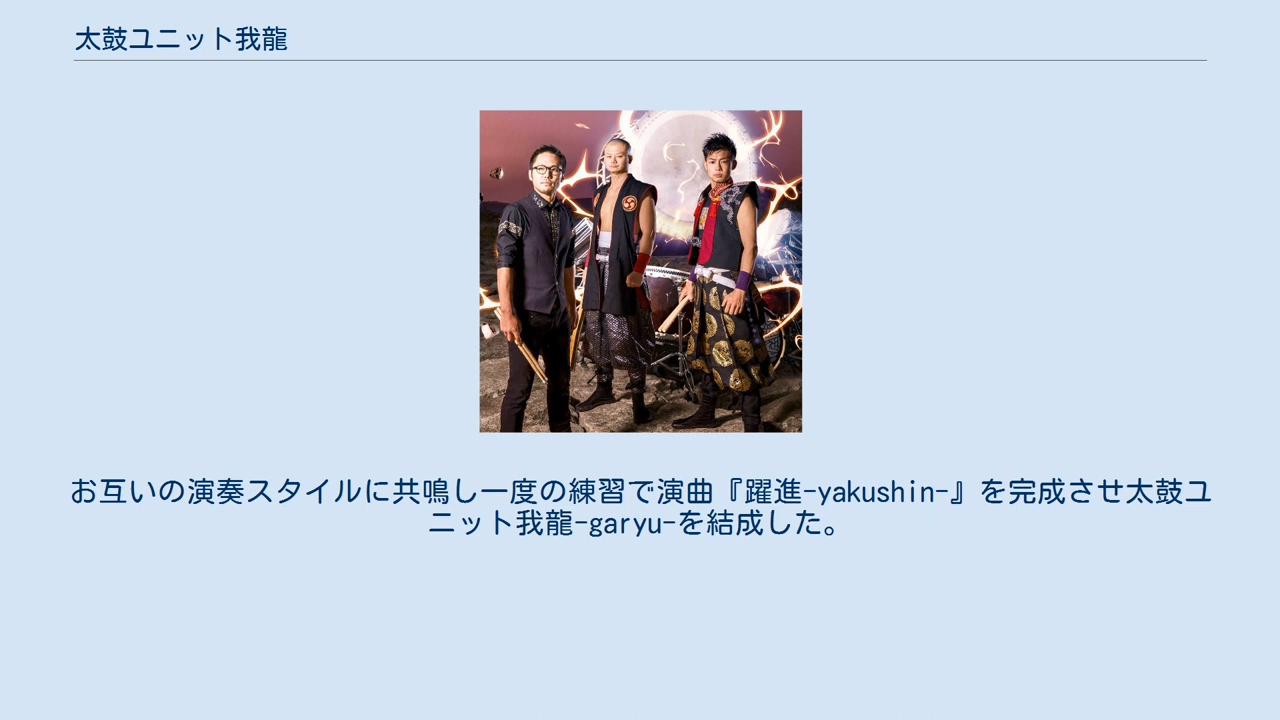 太鼓ユニット我龍
お互いの演奏スタイルに共鳴し一度の練習で演曲『躍進-yakushin-』を完成させ太鼓ユ
ニット我龍-garyu-を結成した。